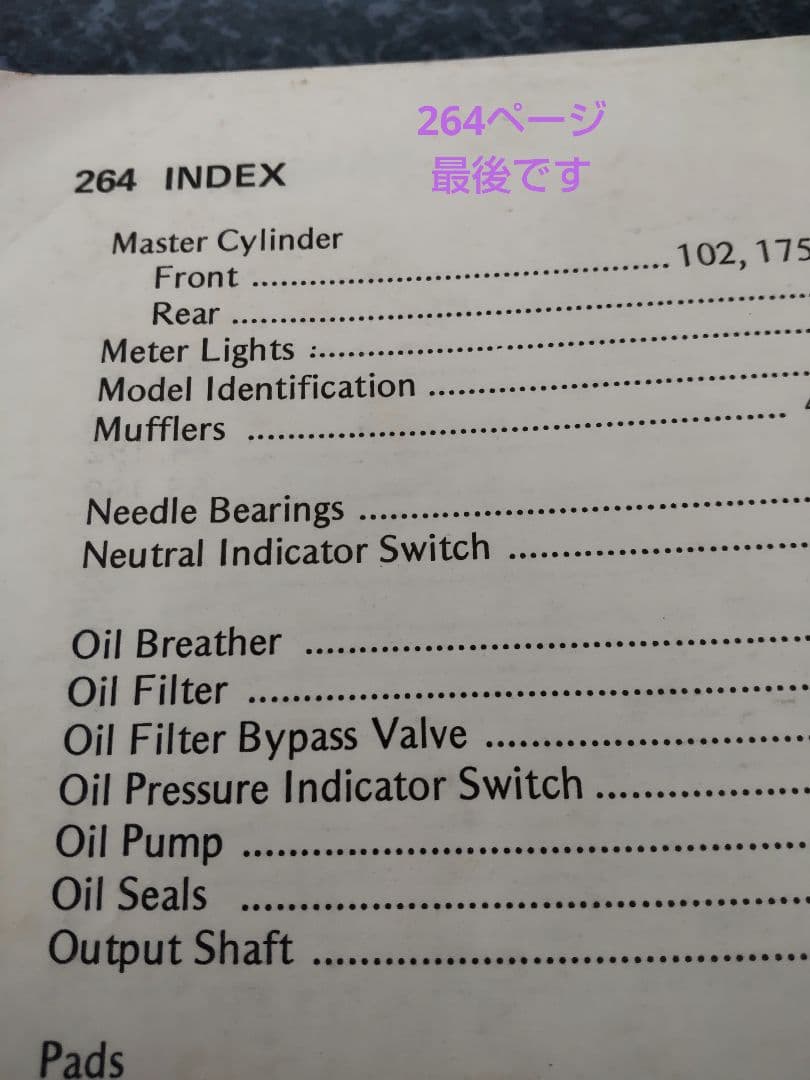 264ページ
最後です
264 INDEX
Master Cylinder
Front ........................................ 102, 175
Rear ........................................
Meter Lights :........................................
Model Identification ........................................
Mufflers ........................................
Needle Bearings ........................................
Neutral Indicator Switch ........................................
Oil Breather ........................................
Oil Filter ........................................
Oil Filter Bypass Valve ........................................
Oil Pressure Indicator Switch ........................................
Oil Pump ........................................
Oil Seals ........................................
Output Shaft ........................................
Pads